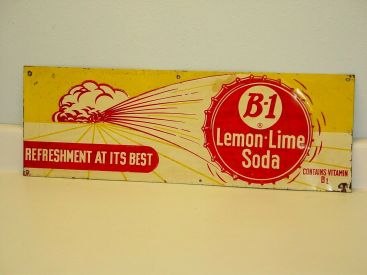 B-1
®
Lemon-Lime
Soda
REFRESHMENT AT ITS BEST
CONTAINS VITAMIN
B1